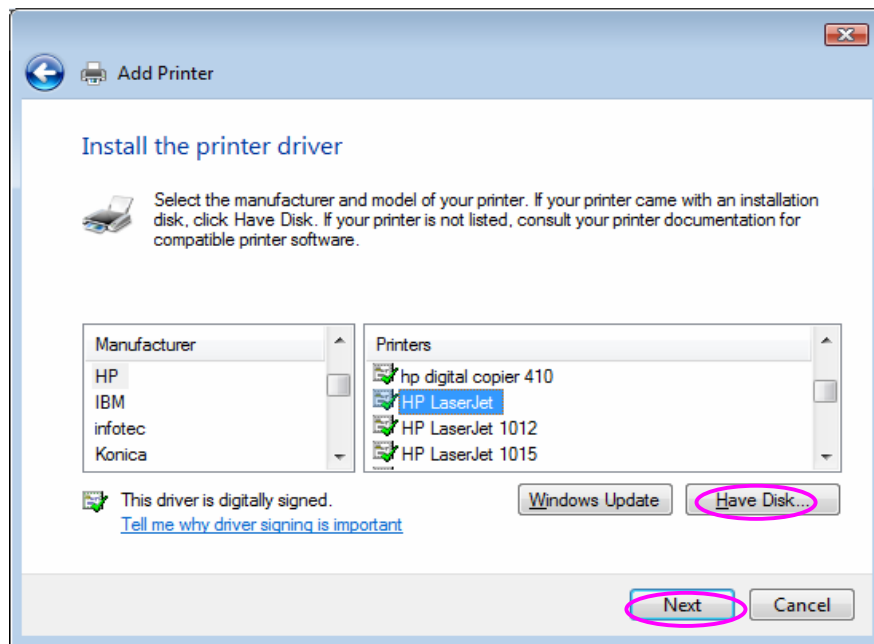 Add Printer
Install the printer driver
Select the manufacturer and model of your printer. If your printer came with an installation
disk, click Have Disk. If your printer is not listed, consult your printer documentation for
compatible printer software.
Manufacturer
HP
IBM
infotec
Konica
Printers
hp digital copier 410
HP LaserJet
HP LaserJet 1012
HP LaserJet 1015
This driver is digitally signed.
Tell me why driver signing is important
Windows Update
Have Disk...
Next
Cancel